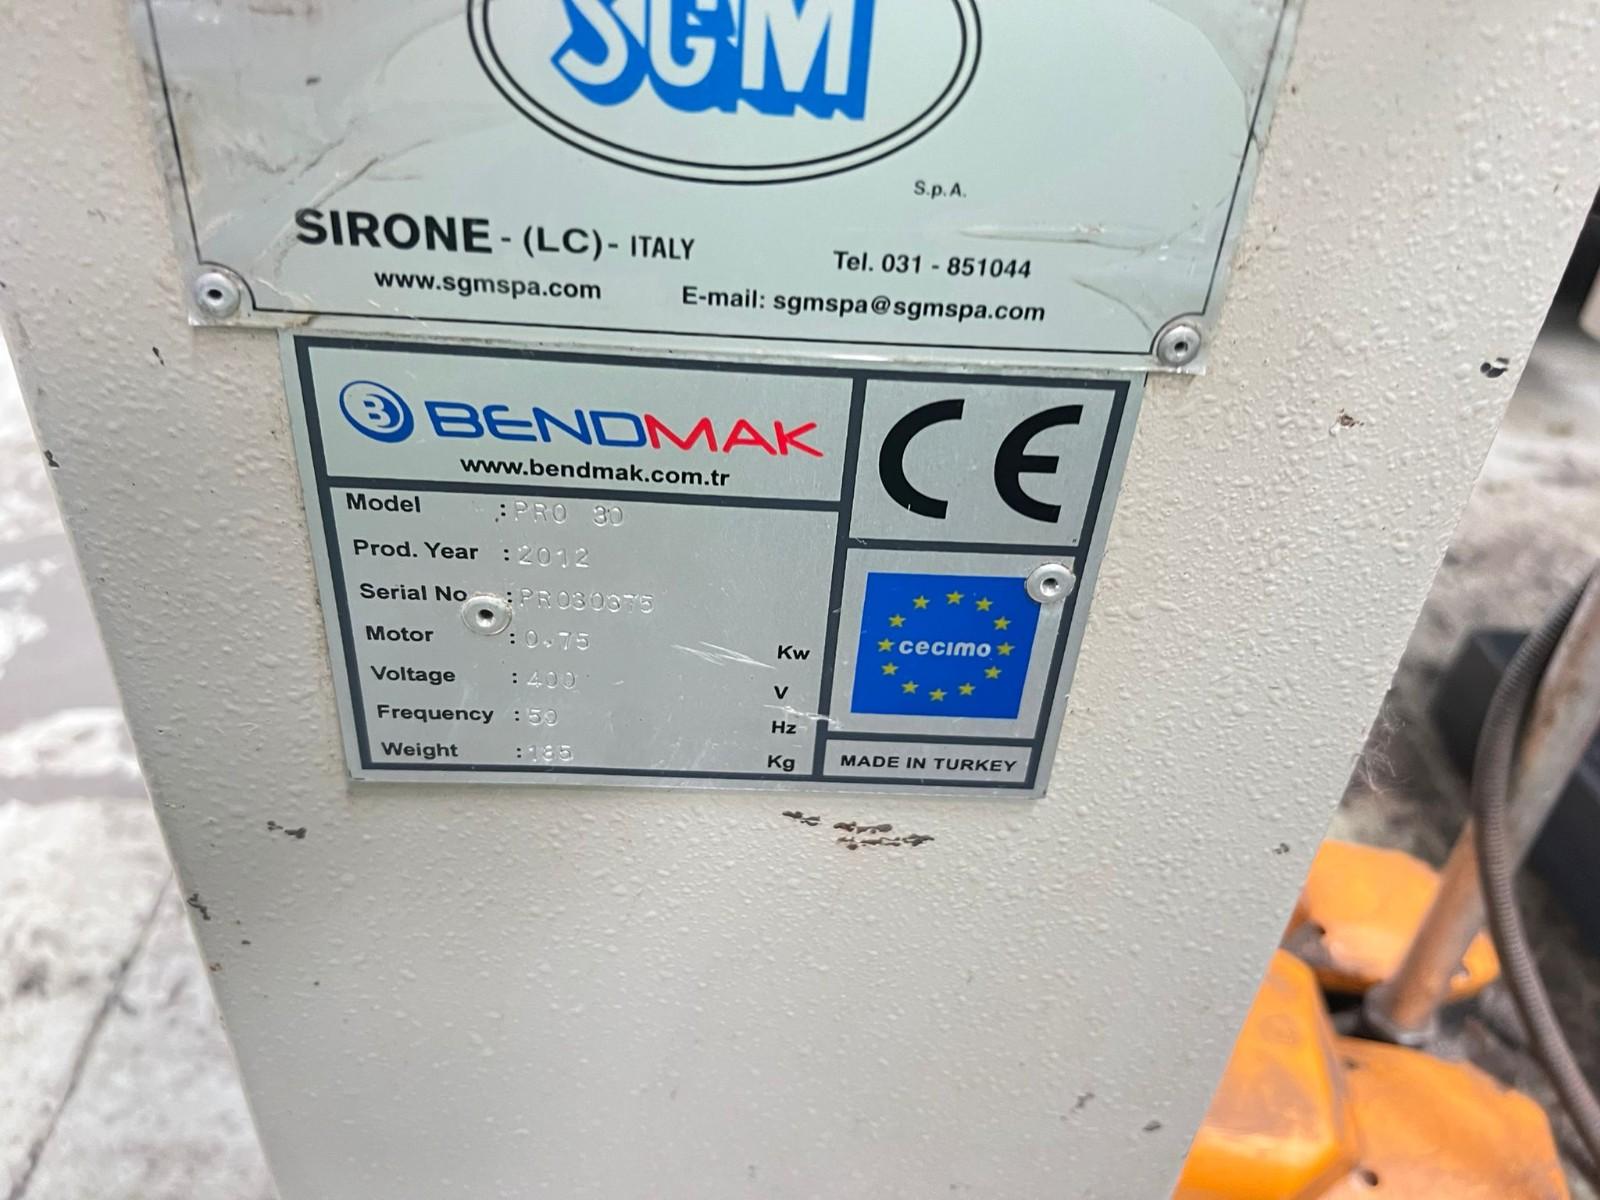 SGM
S.p.A.
SIRONE - (LC) - ITALY
Tel. 031 - 851044
www.sgmspa.com
E-mail: sgmspa@sgmspa.com
B BENDMAK
www.bendmak.com.tr
CE
Model : PRO 30
Prod. Year : 2012
Serial No : PRO30375
Motor : 0.75 Kw
Voltage : 400 V
Frequency : 50 Hz
Weight : 185 Kg
cecimo
MADE IN TURKEY